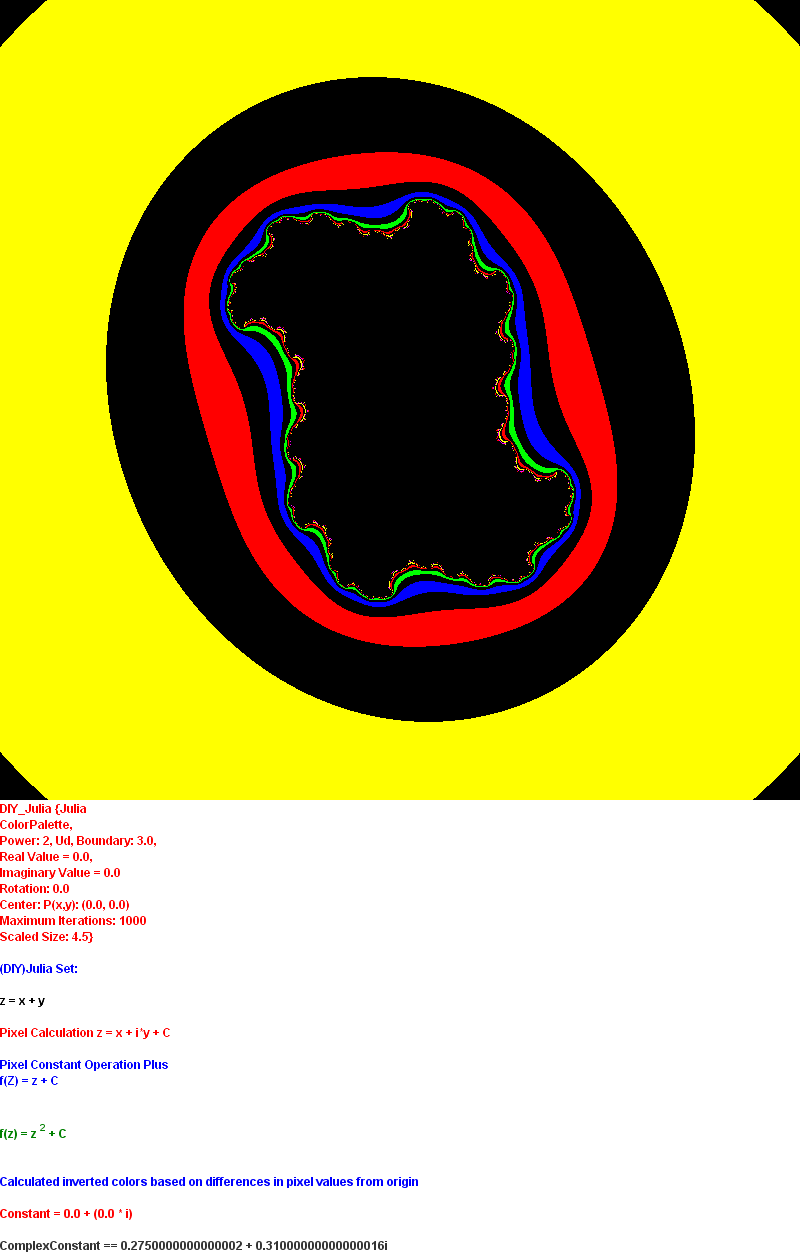 DIY_Julia {Julia
ColorPalette,
Power: 2, Ud, Boundary: 3.0,
Real Value = 0.0,
Imaginary Value = 0.0
Rotation: 0.0
Center: P(x,y): (0.0, 0.0)
Maximum Iterations: 1000
Scaled Size: 4.5}
(DIY)Julia Set:
z = x + y
Pixel Calculation z = x + i*y + C
Pixel Constant Operation Plus
f(Z) = z + C
f(z) = z ² + C
Calculated inverted colors based on differences in pixel values from origin
Constant = 0.0 + (0.0 * i)
ComplexConstant == 0.2750000000000002 + 0.31000000000000016i